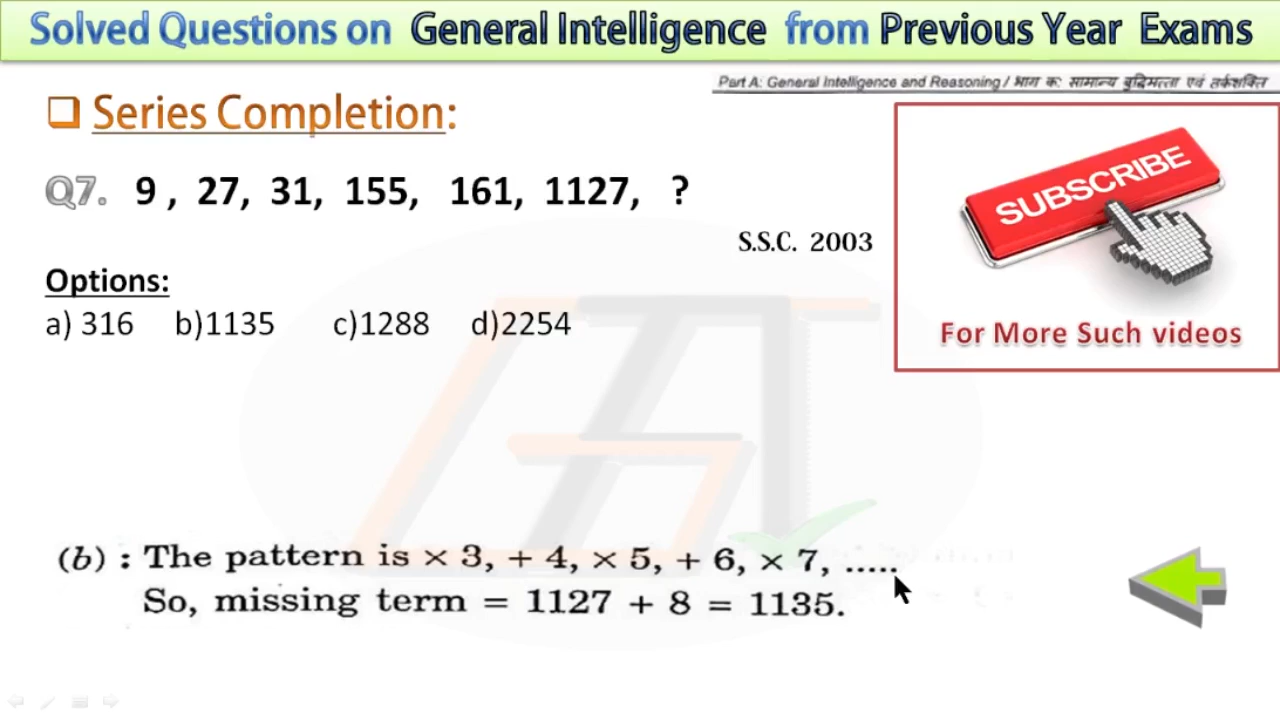 Solved Questions on General Intelligence from Previous Year Exams
Part A: General Intelligence and Reasoning / भाग क: सामान्य बुद्धिमत्ता एवं तर्कशक्ति
Series Completion:
Q7. 9 , 27, 31, 155, 161, 1127, ?
S.S.C. 2003
SUBSCRIBE
For More Such videos
Options:
a) 316 b)1135 c)1288 d)2254
(b) : The pattern is × 3, + 4, × 5, + 6, × 7, .....
So, missing term = 1127 + 8 = 1135.